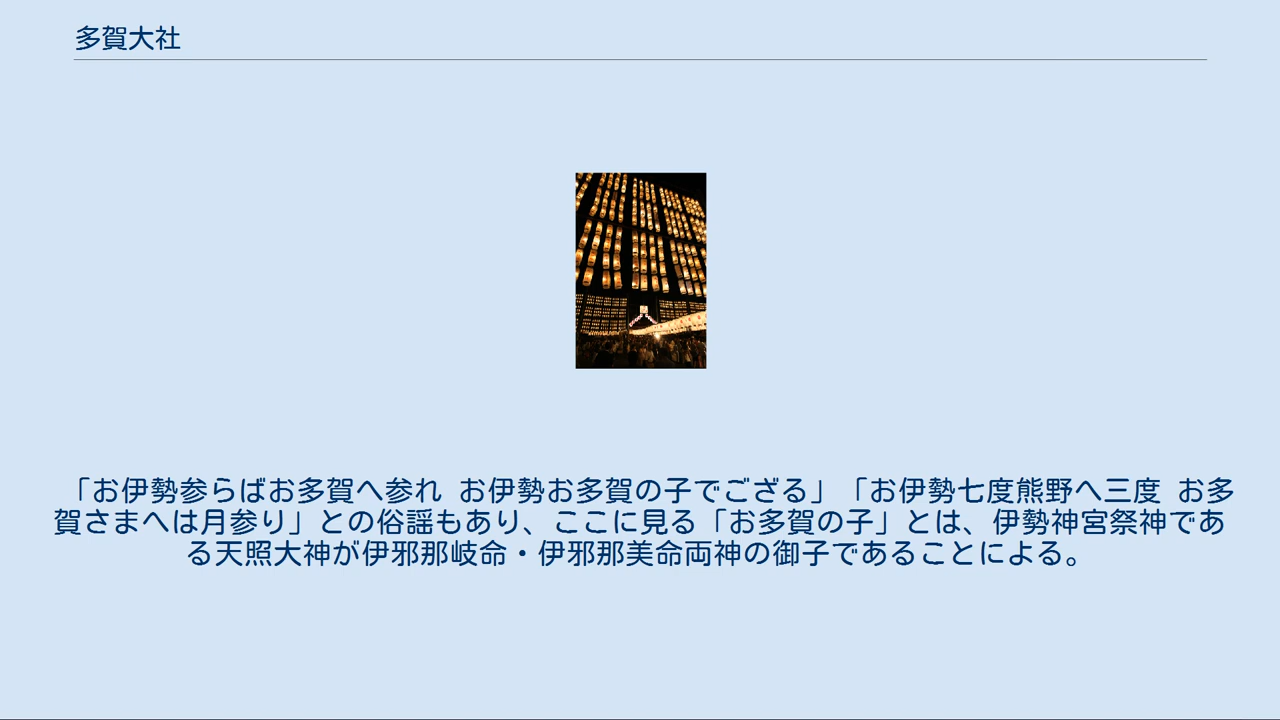 多賀大社
「お伊勢参らばお多賀へ参れ お伊勢お多賀の子でござる」「お伊勢七度熊野へ三度 お多
賀さまへは月参り」との俗謡もあり、ここに見る「お多賀の子」とは、伊勢神宮祭神であ
る天照大神が伊邪那岐命・伊邪那美命両神の御子であることによる。